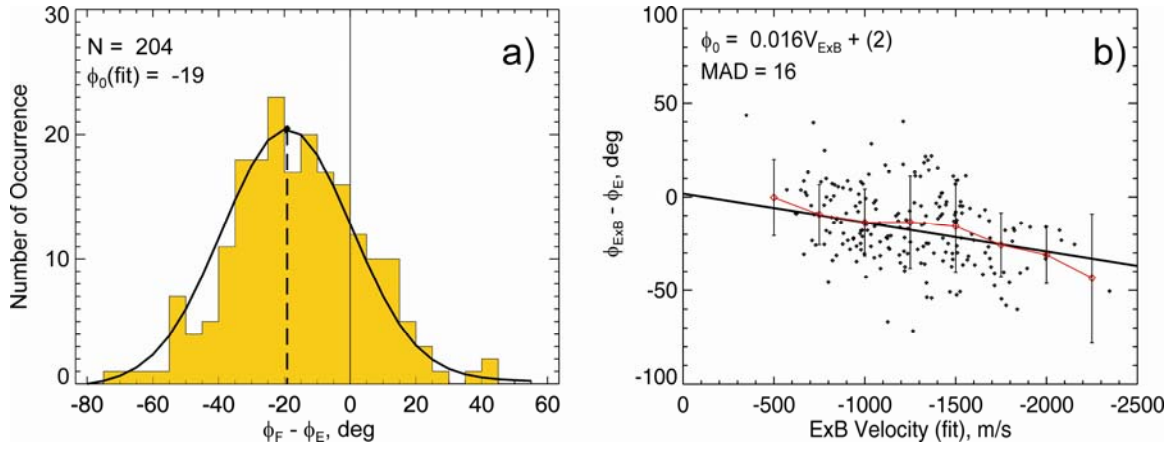 a)
N = 204
ϕ₀(fit) = -19
Number of Occurrence
30
20
10
0
-80 -60 -40 -20 0 20 40 60
ϕF - ϕE, deg
b)
ϕ₀ = 0.016VExB + (2)
MAD = 16
ϕExB - ϕE, deg
100
50
0
-50
-100
0 -500 -1000 -1500 -2000 -2500
ExB Velocity (fit), m/s